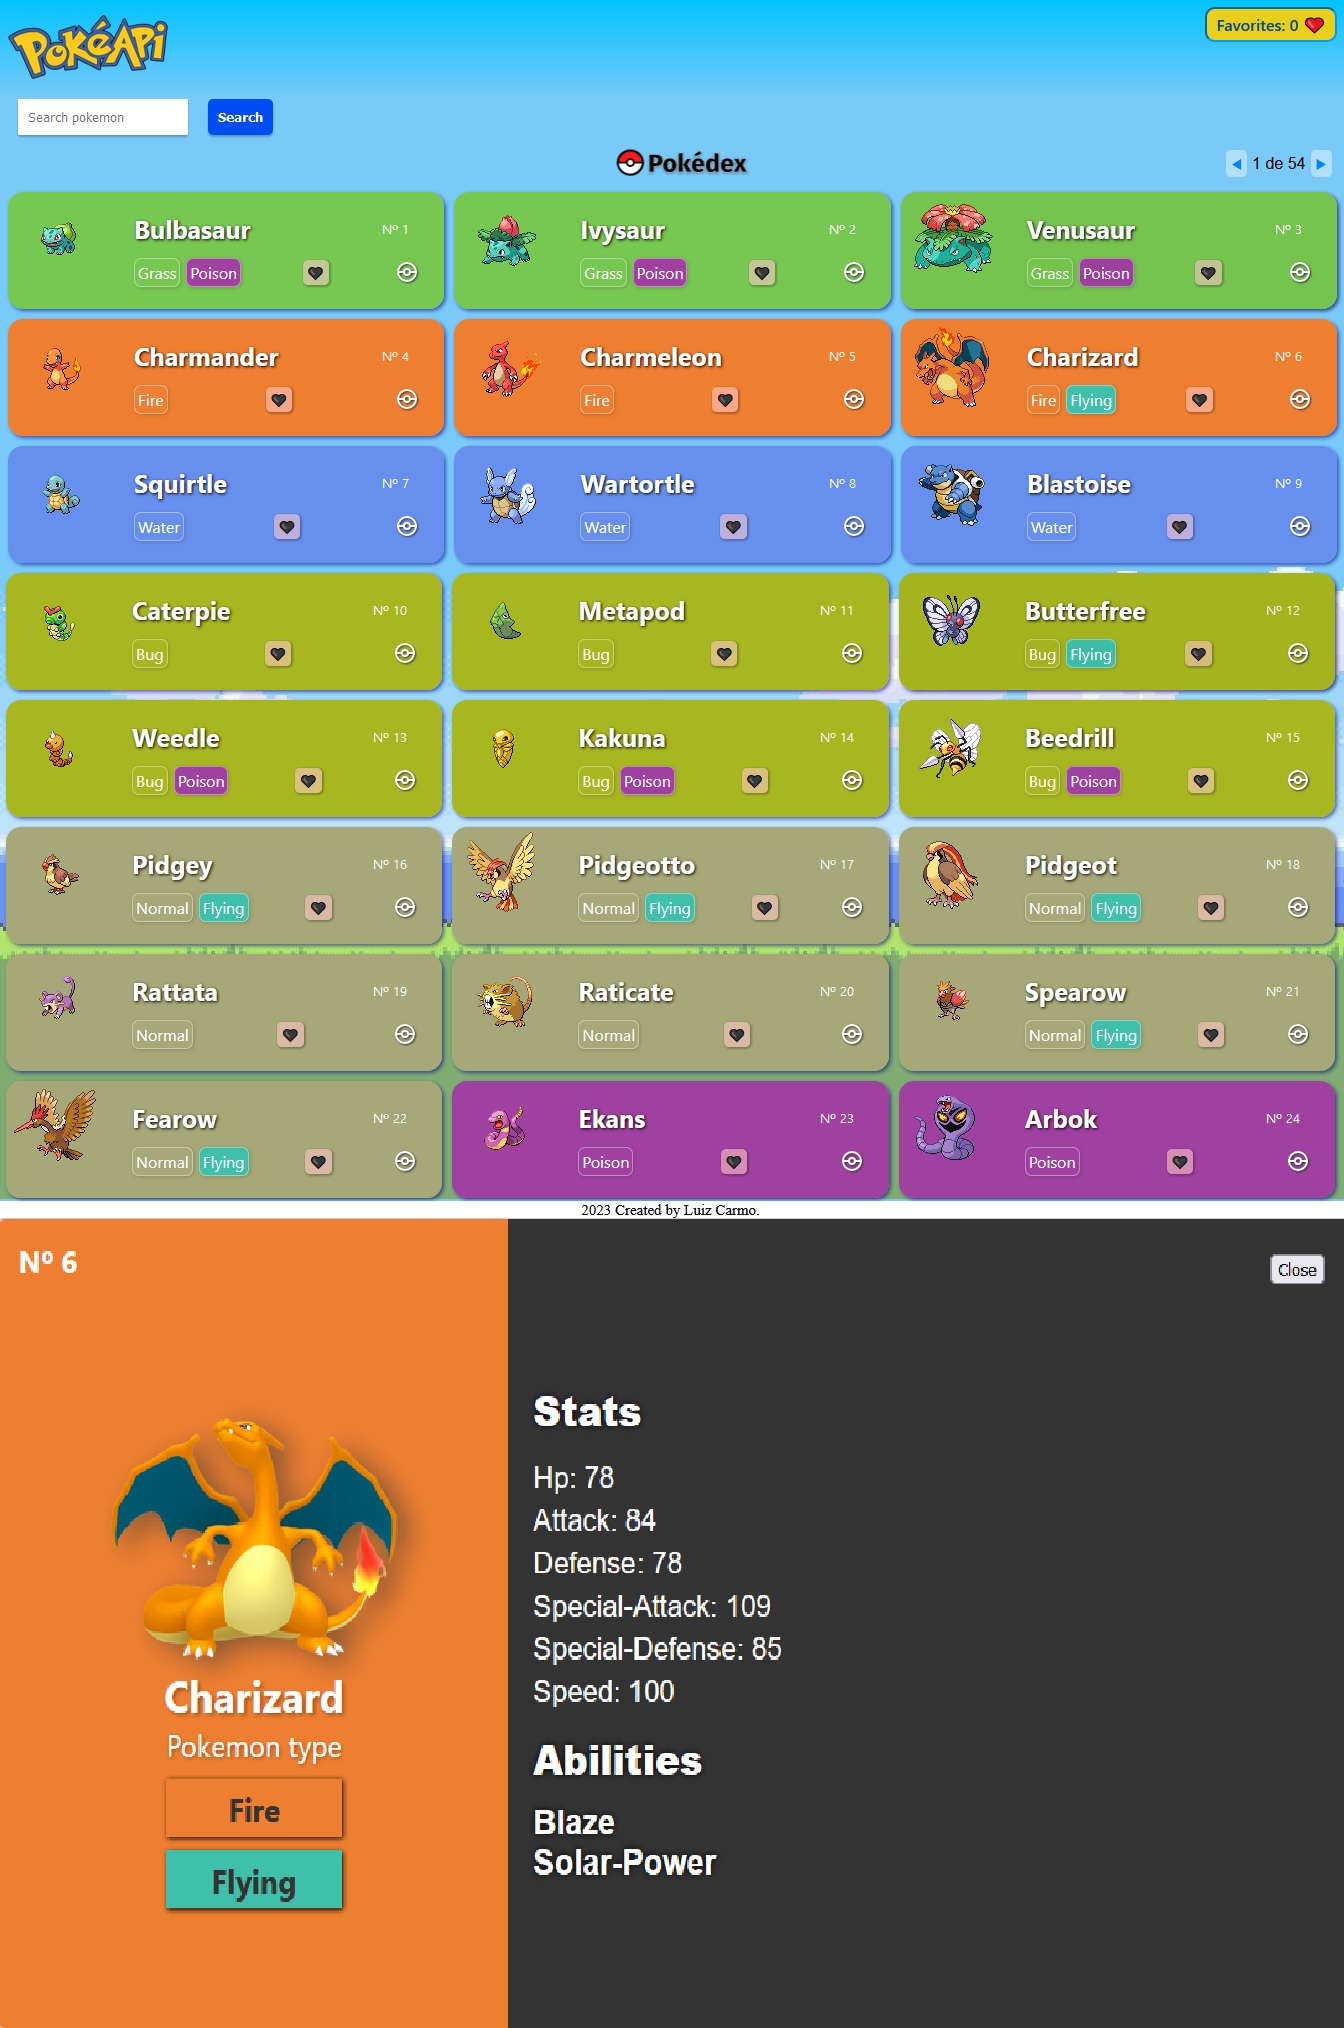 PokéAPi
Favorites: 0
Search pokemon
Search
Pokédex
◀ 1 de 54 ▶
Bulbasaur Nº 1
Grass Poison
Ivysaur Nº 2
Grass Poison
Venusaur Nº 3
Grass Poison
Charmander Nº 4
Fire
Charmeleon Nº 5
Fire
Charizard Nº 6
Fire Flying
Squirtle Nº 7
Water
Wartortle Nº 8
Water
Blastoise Nº 9
Water
Caterpie Nº 10
Bug
Metapod Nº 11
Bug
Butterfree Nº 12
Bug Flying
Weedle Nº 13
Bug Poison
Kakuna Nº 14
Bug Poison
Beedrill Nº 15
Bug Poison
Pidgey Nº 16
Normal Flying
Pidgeotto Nº 17
Normal Flying
Pidgeot Nº 18
Normal Flying
Rattata Nº 19
Normal
Raticate Nº 20
Normal
Spearow Nº 21
Normal Flying
Fearow Nº 22
Normal Flying
Ekans Nº 23
Poison
Arbok Nº 24
Poison
2023 Created by Luiz Carmo.
Nº 6
Charizard
Pokemon type
Fire
Flying
Close
Stats
Hp: 78
Attack: 84
Defense: 78
Special-Attack: 109
Special-Defense: 85
Speed: 100
Abilities
Blaze
Solar-Power